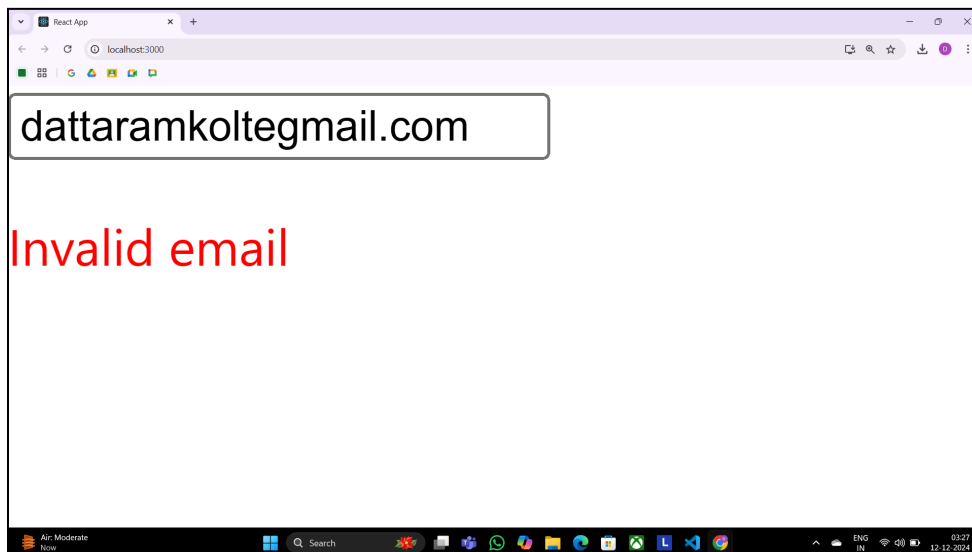 React App
localhost:3000
dattaramkoltegmail.com
Invalid email
Air: Moderate
Now
Search
ENG
IN
03:27
12-12-2024